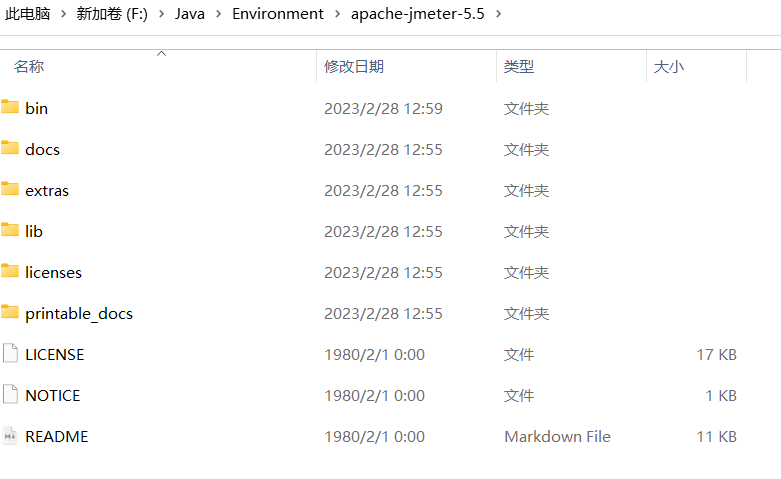 此电脑 > 新加卷 (F:) > Java > Environment > apache-jmeter-5.5 >
名称 修改日期 类型 大小
bin 2023/2/28 12:59 文件夹
docs 2023/2/28 12:55 文件夹
extras 2023/2/28 12:55 文件夹
lib 2023/2/28 12:55 文件夹
licenses 2023/2/28 12:55 文件夹
printable_docs 2023/2/28 12:55 文件夹
LICENSE 1980/2/1 0:00 文件 17 KB
NOTICE 1980/2/1 0:00 文件 1 KB
README 1980/2/1 0:00 Markdown File 11 KB